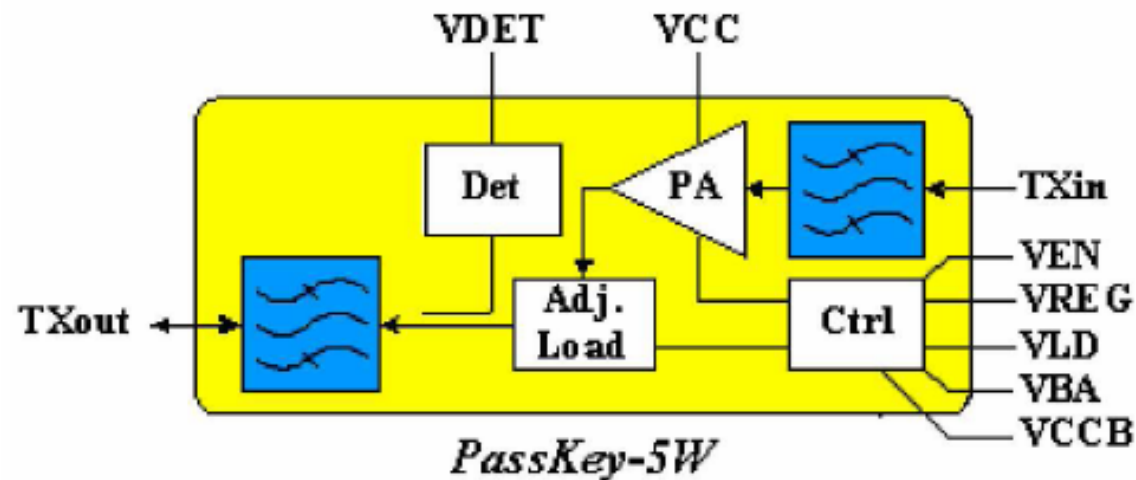 VDET
VCC
Det
PA
TXin
VEN
VREG
VLD
VBA
VCCB
Ctrl
Adj.
Load
TXout
PassKey-5W